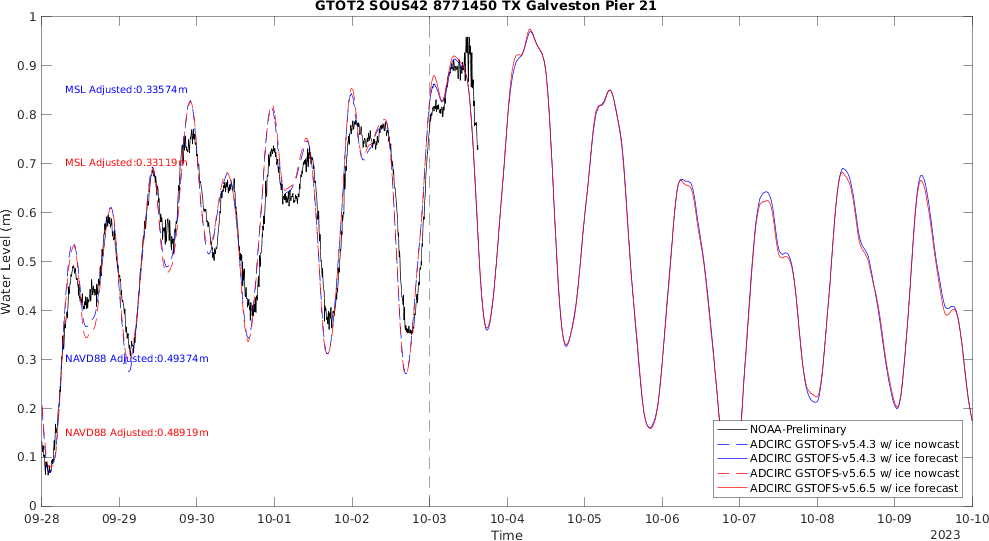 GTOT2 SOUS42 8771450 TX Galveston Pier 21
1
0.9
0.8
0.7
0.6
0.5
0.4
0.3
0.2
0.1
0
Water Level (m)
MSL Adjusted:0.33574m
MSL Adjusted:0.33119m
NAVD88 Adjusted:0.49374m
NAVD88 Adjusted:0.48919m
NOAA-Preliminary
ADCIRC GSTOFS-v5.4.3 w/ ice nowcast
ADCIRC GSTOFS-v5.4.3 w/ ice forecast
ADCIRC GSTOFS-v5.6.5 w/ ice nowcast
ADCIRC GSTOFS-v5.6.5 w/ ice forecast
09-28 09-29 09-30 10-01 10-02 10-03 10-04 10-05 10-06 10-07 10-08 10-09 10-10
Time
2023